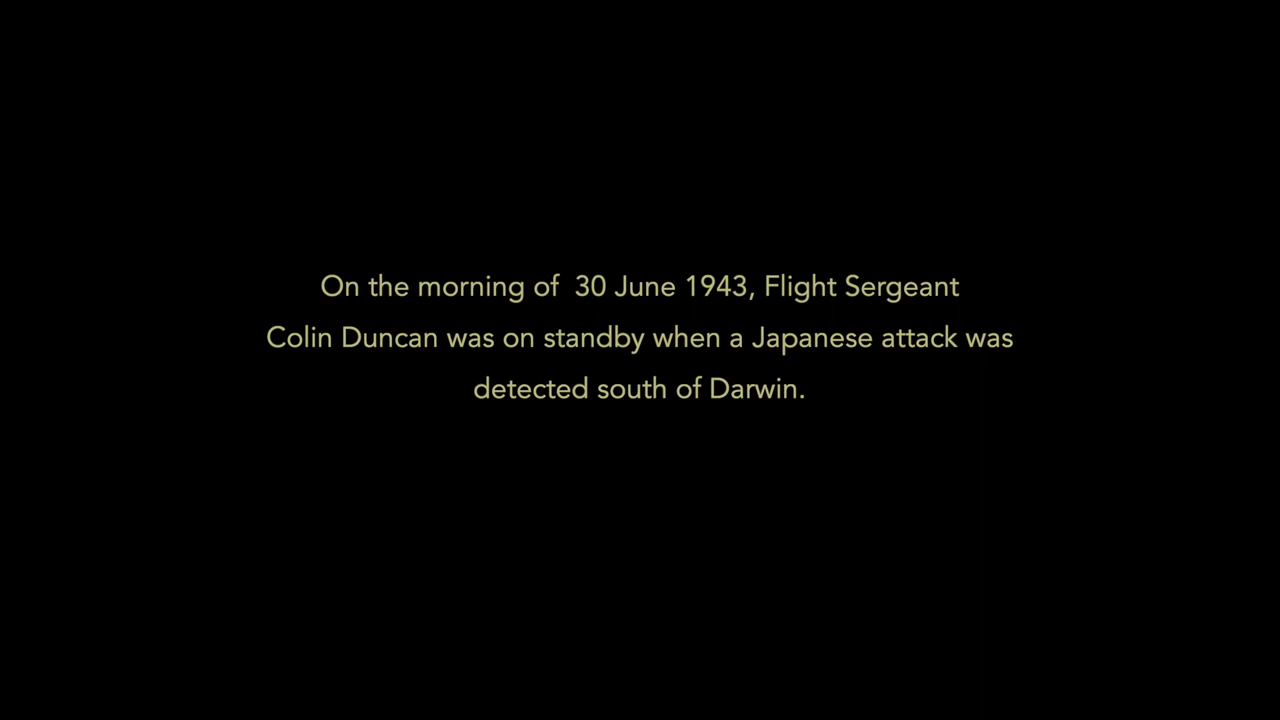 On the morning of  30 June 1943, Flight Sergeant
Colin Duncan was on standby when a Japanese attack was
detected south of Darwin.